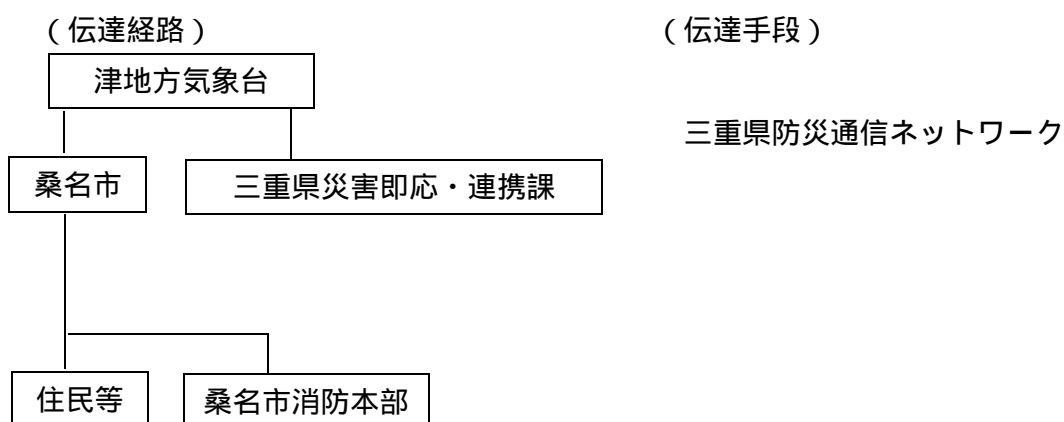 (伝達経路)
(伝達手段)
津地方気象台
三重県防災通信ネットワーク
桑名市
三重県災害即応・連携課
住民等
桑名市消防本部